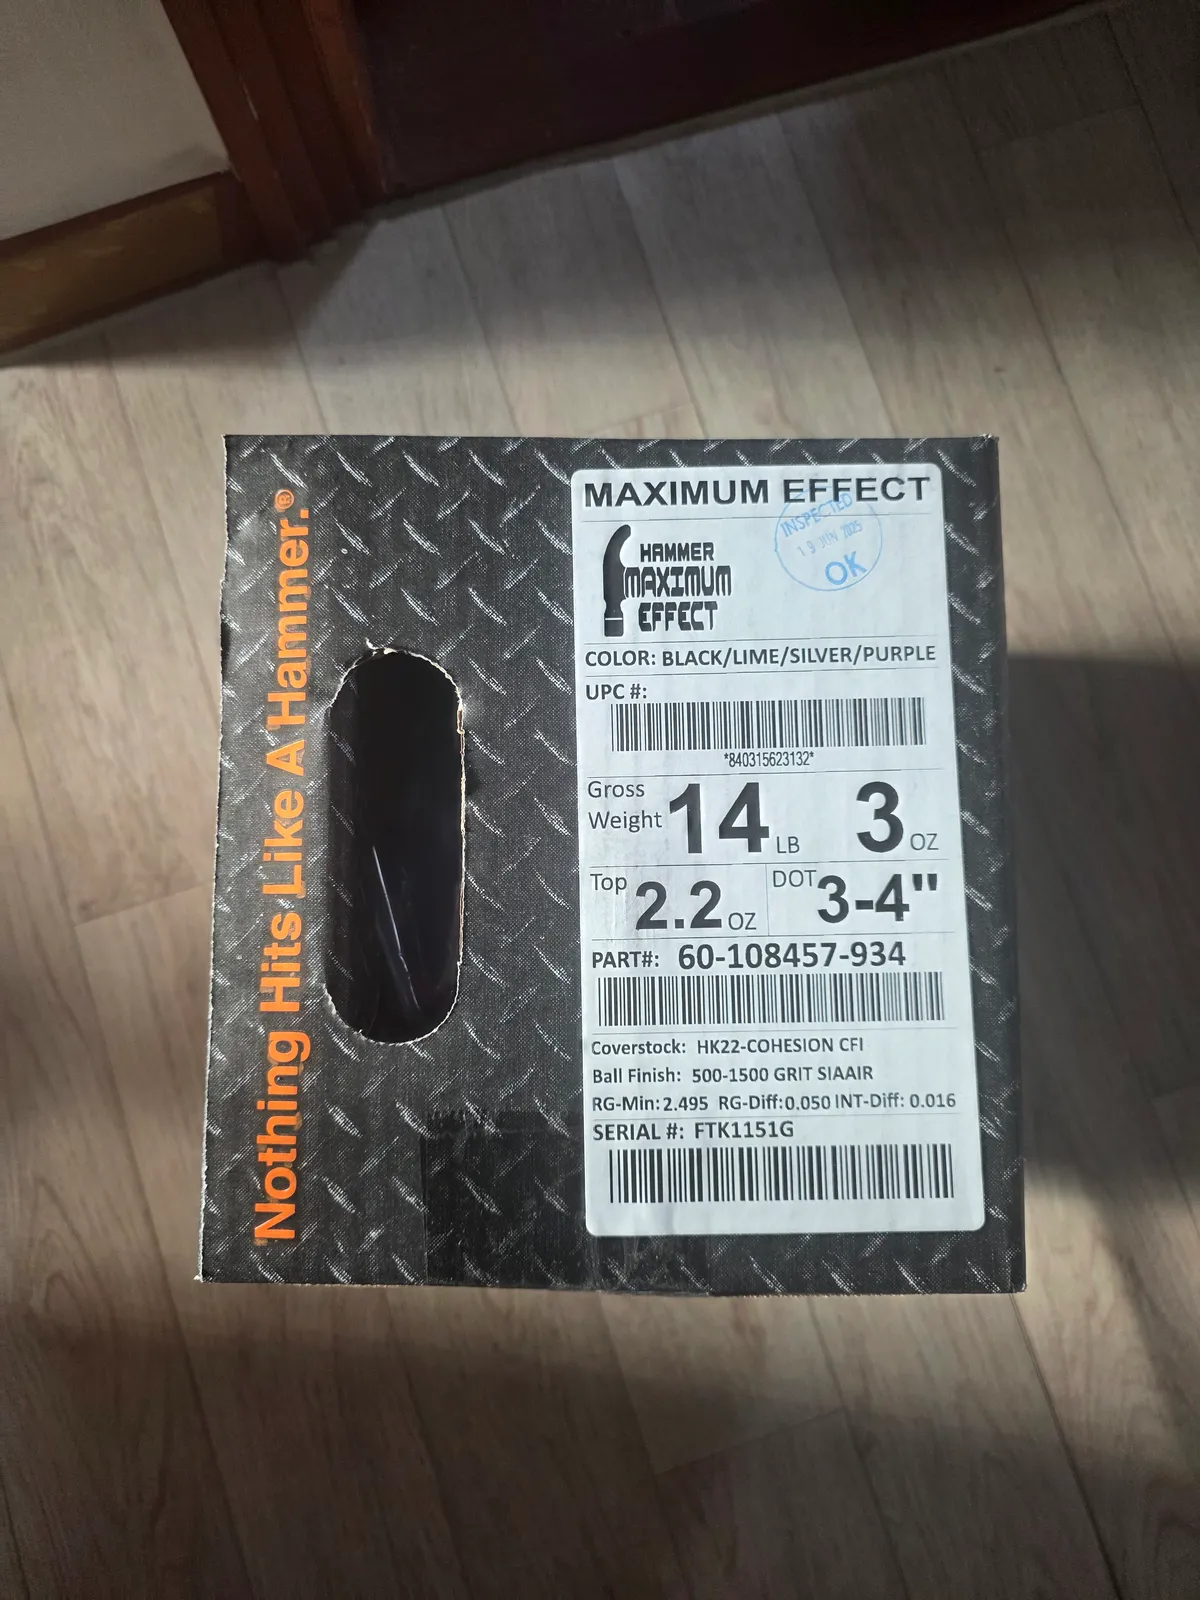 Nothing Hits Like A Hammer.®
MAXIMUM EFFECT
INSPECTED
19 JUN 2025
OK
HAMMER
MAXIMUM
EFFECT
COLOR: BLACK/LIME/SILVER/PURPLE
UPC #:
*840315623132*
Gross Weight 14 LB 3 OZ
Top 2.2 OZ DOT 3-4"
PART#: 60-108457-934
Coverstock: HK22-COHESION CFI
Ball Finish: 500-1500 GRIT SIAAIR
RG-Min: 2.495 RG-Diff: 0.050 INT-Diff: 0.016
SERIAL #: FTK1151G